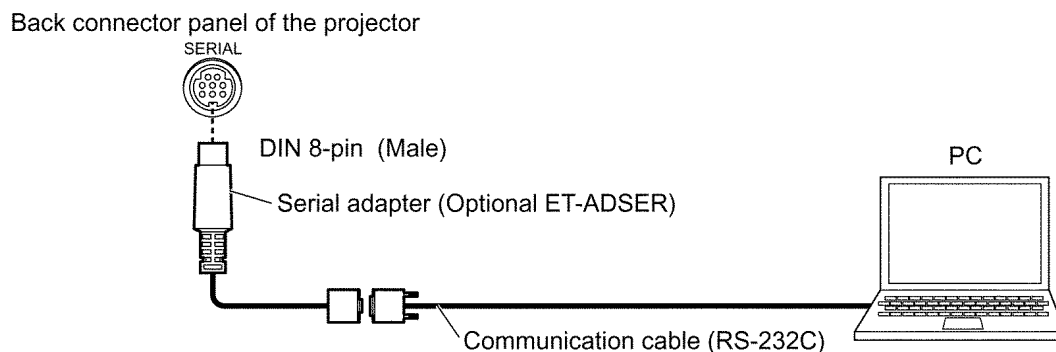 Back connector panel of the projector
SERIAL
DIN 8-pin (Male)
PC
Serial adapter (Optional ET-ADSER)
Communication cable (RS-232C)